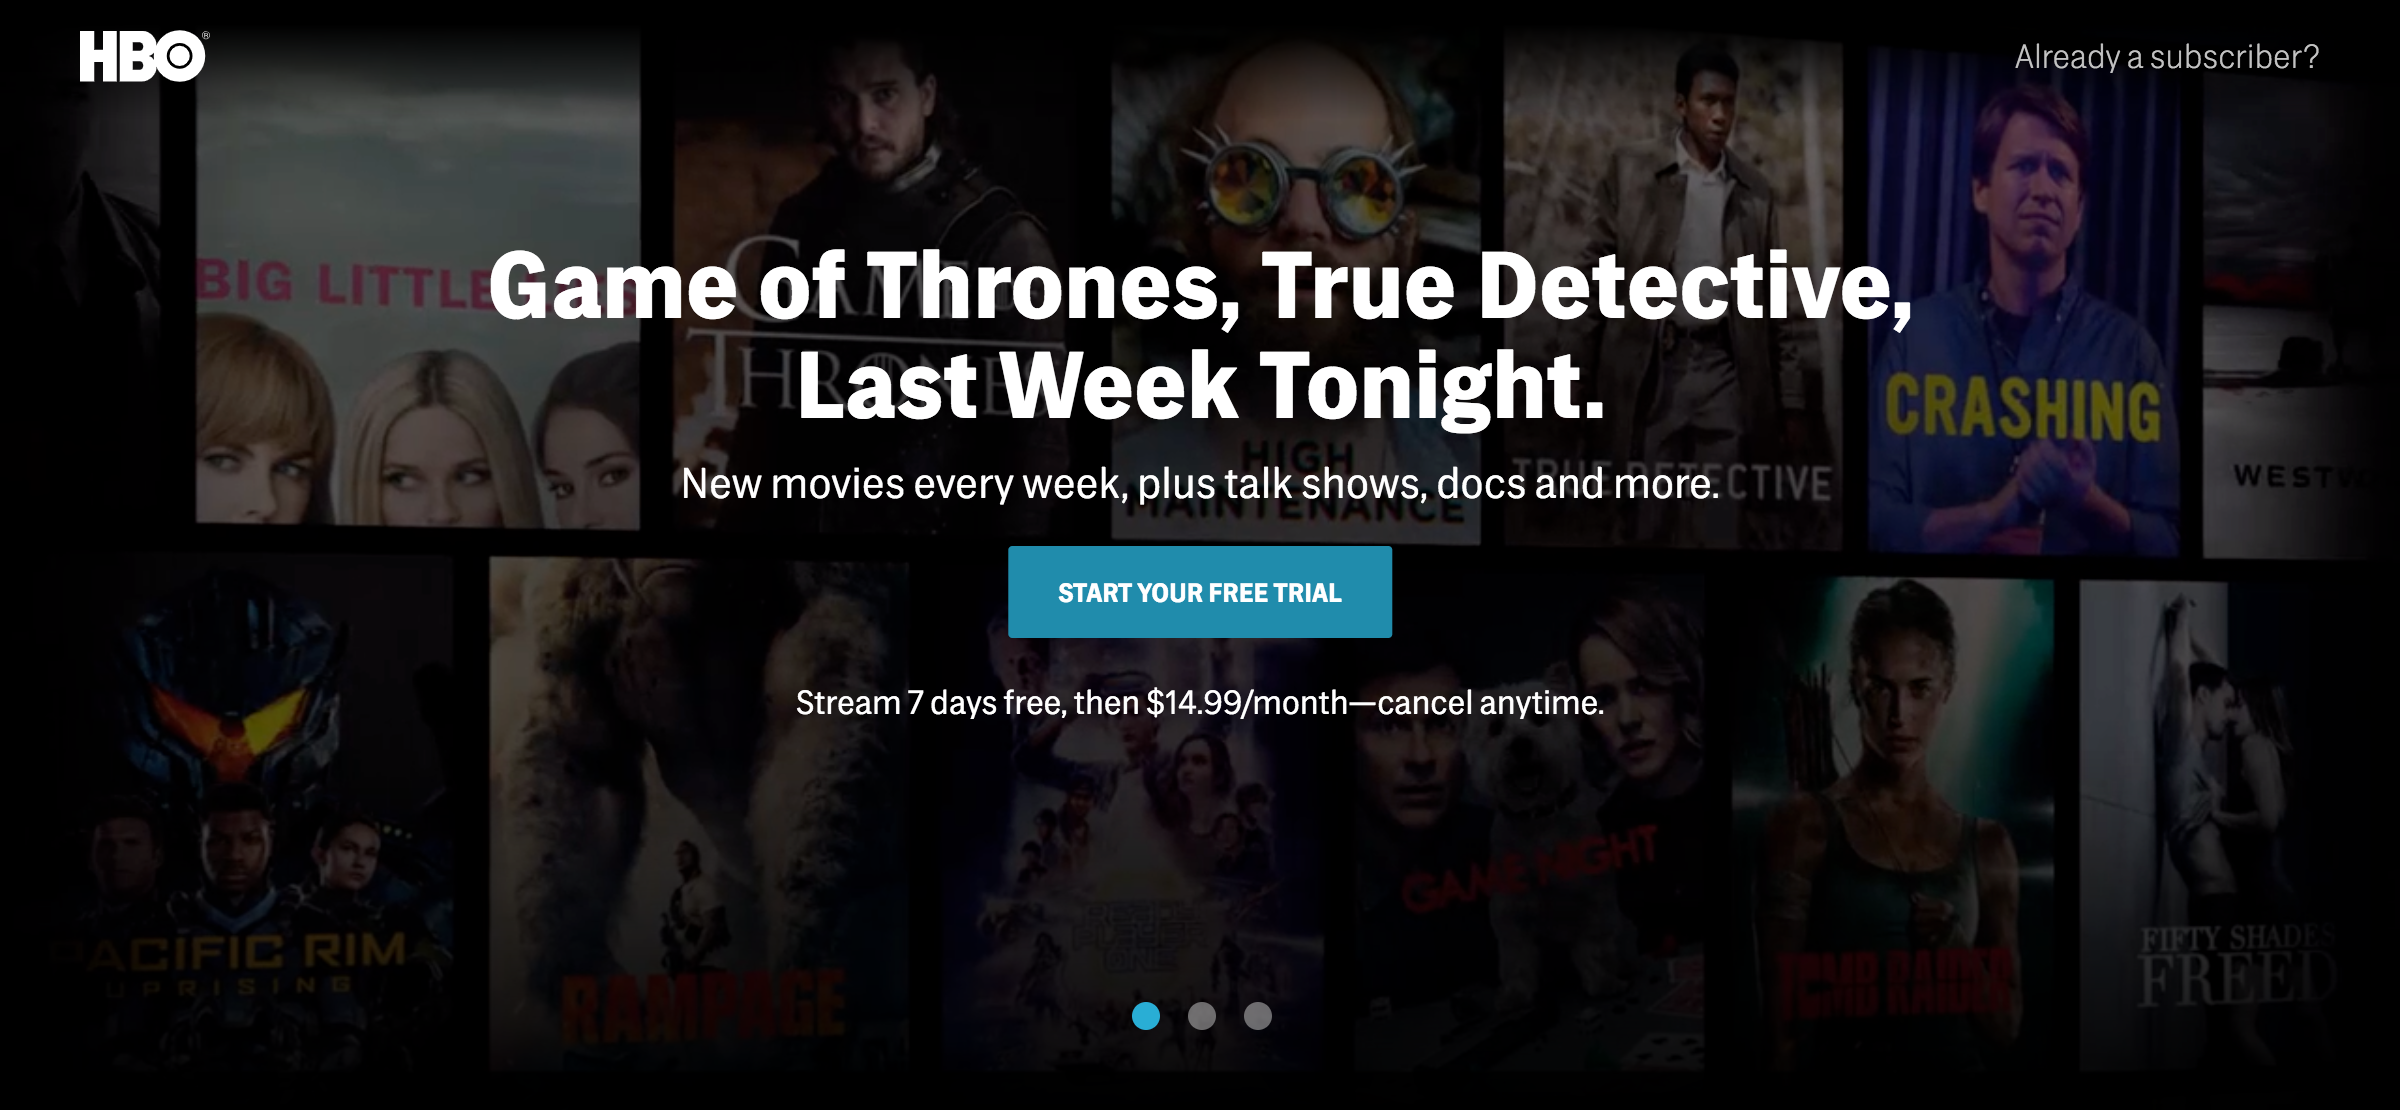 HBO®
Already a subscriber?
Game of Thrones, True Detective,
Last Week Tonight.
New movies every week, plus talk shows, docs and more.
START YOUR FREE TRIAL
Stream 7 days free, then $14.99/month—cancel anytime.
BIG LITTLE
GAME
THRONE
HIGH
MAINTENANCE
TRUE DETECTIVE
CRASHING
WESTW
PACIFIC RIM
UPRISING
RAMPAGE
READY
PLAYER
ONE
GAME NIGHT
TOMB RAIDER
FIFTY SHADES
FREED